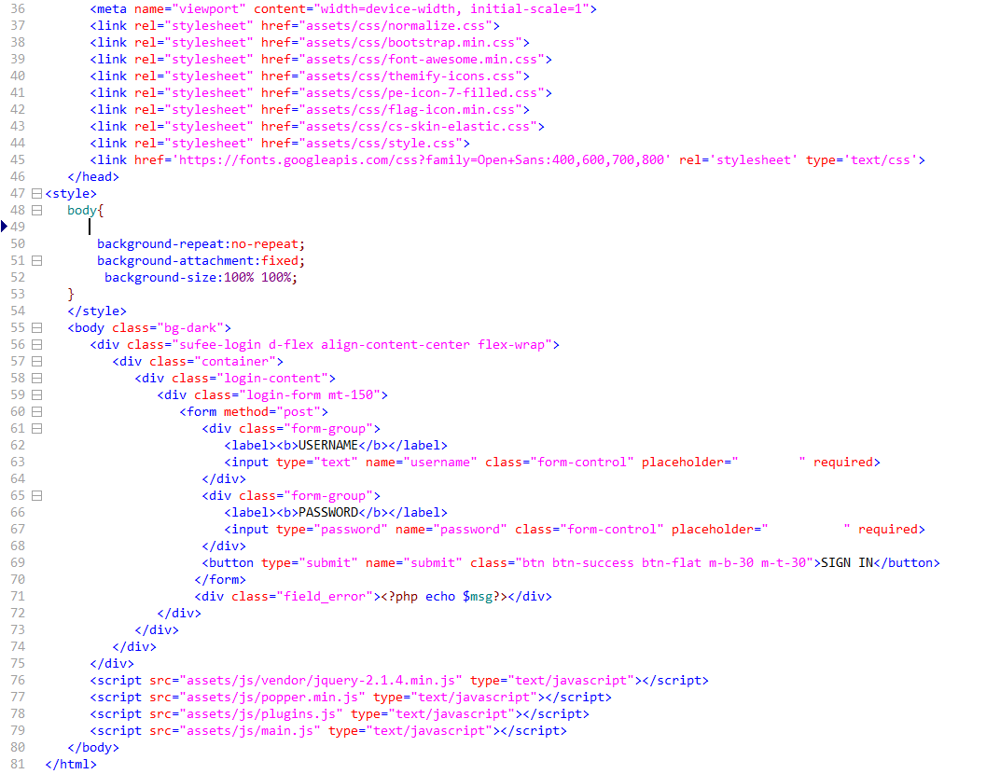 36 <meta name="viewport" content="width=device-width, initial-scale=1">
37 <link rel="stylesheet" href="assets/css/normalize.css">
38 <link rel="stylesheet" href="assets/css/bootstrap.min.css">
39 <link rel="stylesheet" href="assets/css/font-awesome.min.css">
40 <link rel="stylesheet" href="assets/css/themify-icons.css">
41 <link rel="stylesheet" href="assets/css/pe-icon-7-filled.css">
42 <link rel="stylesheet" href="assets/css/flag-icon.min.css">
43 <link rel="stylesheet" href="assets/css/cs-skin-elastic.css">
44 <link rel="stylesheet" href="assets/css/style.css">
45 <link href='https://fonts.googleapis.com/css?family=Open+Sans:400,600,700,800' rel='stylesheet' type='text/css'>
46 </head>
47 <style>
48 body{
49
50 background-repeat:no-repeat;
51 background-attachment:fixed;
52 background-size:100% 100%;
53 }
54 </style>
55 <body class="bg-dark">
56 <div class="sufee-login d-flex align-content-center flex-wrap">
57 <div class="container">
58 <div class="login-content">
59 <div class="login-form mt-150">
60 <form method="post">
61 <div class="form-group">
62 <label><b>USERNAME</b></label>
63 <input type="text" name="username" class="form-control" placeholder="        " required>
64 </div>
65 <div class="form-group">
66 <label><b>PASSWORD</b></label>
67 <input type="password" name="password" class="form-control" placeholder="          " required>
68 </div>
69 <button type="submit" name="submit" class="btn btn-success btn-flat m-b-30 m-t-30">SIGN IN</button>
70 </form>
71 <div class="field_error"><?php echo $msg?></div>
72 </div>
73 </div>
74 </div>
75 </div>
76 <script src="assets/js/vendor/jquery-2.1.4.min.js" type="text/javascript"></script>
77 <script src="assets/js/popper.min.js" type="text/javascript"></script>
78 <script src="assets/js/plugins.js" type="text/javascript"></script>
79 <script src="assets/js/main.js" type="text/javascript"></script>
80 </body>
81 </html>